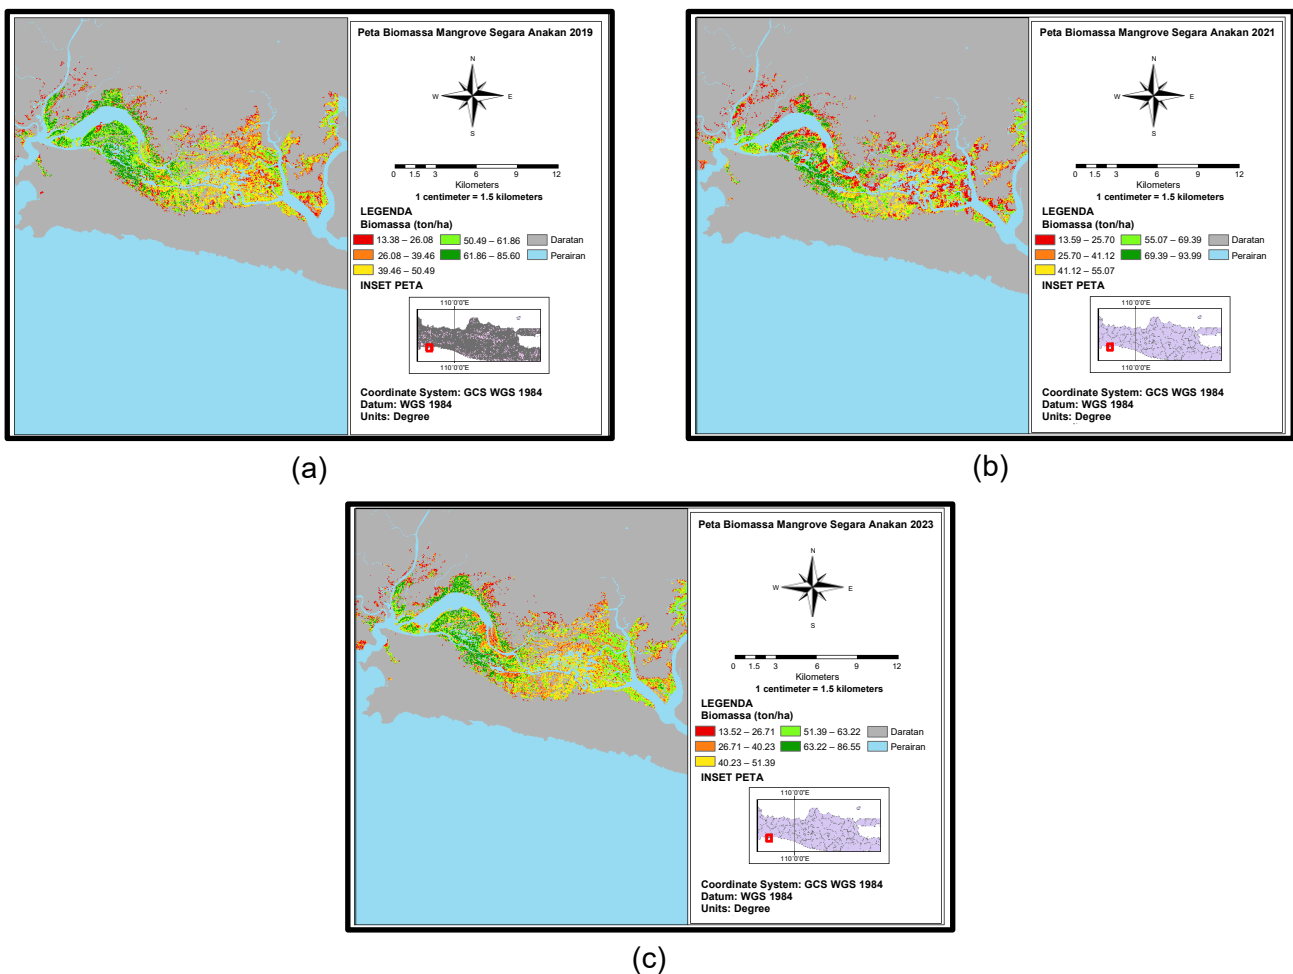 Peta Biomassa Mangrove Segara Anakan 2019
N
W E
S
0 1.5 3 6 9 12
Kilometers
1 centimeter = 1.5 kilometers
LEGENDA
Biomassa (ton/ha)
13.38 – 26.08 50.49 – 61.86 Daratan
26.08 – 39.46 61.86 – 85.60 Perairan
39.46 – 50.49
INSET PETA
110°0'0"E
110°0'0"E
Coordinate System: GCS WGS 1984
Datum: WGS 1984
Units: Degree
(a)
Peta Biomassa Mangrove Segara Anakan 2021
N
W E
S
0 1.5 3 6 9 12
Kilometers
1 centimeter = 1.5 kilometers
LEGENDA
Biomassa (ton/ha)
13.59 – 25.70 55.07 – 69.39 Daratan
25.70 – 41.12 69.39 – 93.99 Perairan
41.12 – 55.07
INSET PETA
110°0'0"E
110°0'0"E
Coordinate System: GCS WGS 1984
Datum: WGS 1984
Units: Degree
(b)
Peta Biomassa Mangrove Segara Anakan 2023
N
W E
S
0 1.5 3 6 9 12
Kilometers
1 centimeter = 1.5 kilometers
LEGENDA
Biomassa (ton/ha)
13.52 – 26.71 51.39 – 63.22 Daratan
26.71 – 40.23 63.22 – 86.55 Perairan
40.23 – 51.39
INSET PETA
110°0'0"E
110°0'0"E
Coordinate System: GCS WGS 1984
Datum: WGS 1984
Units: Degree
(c)